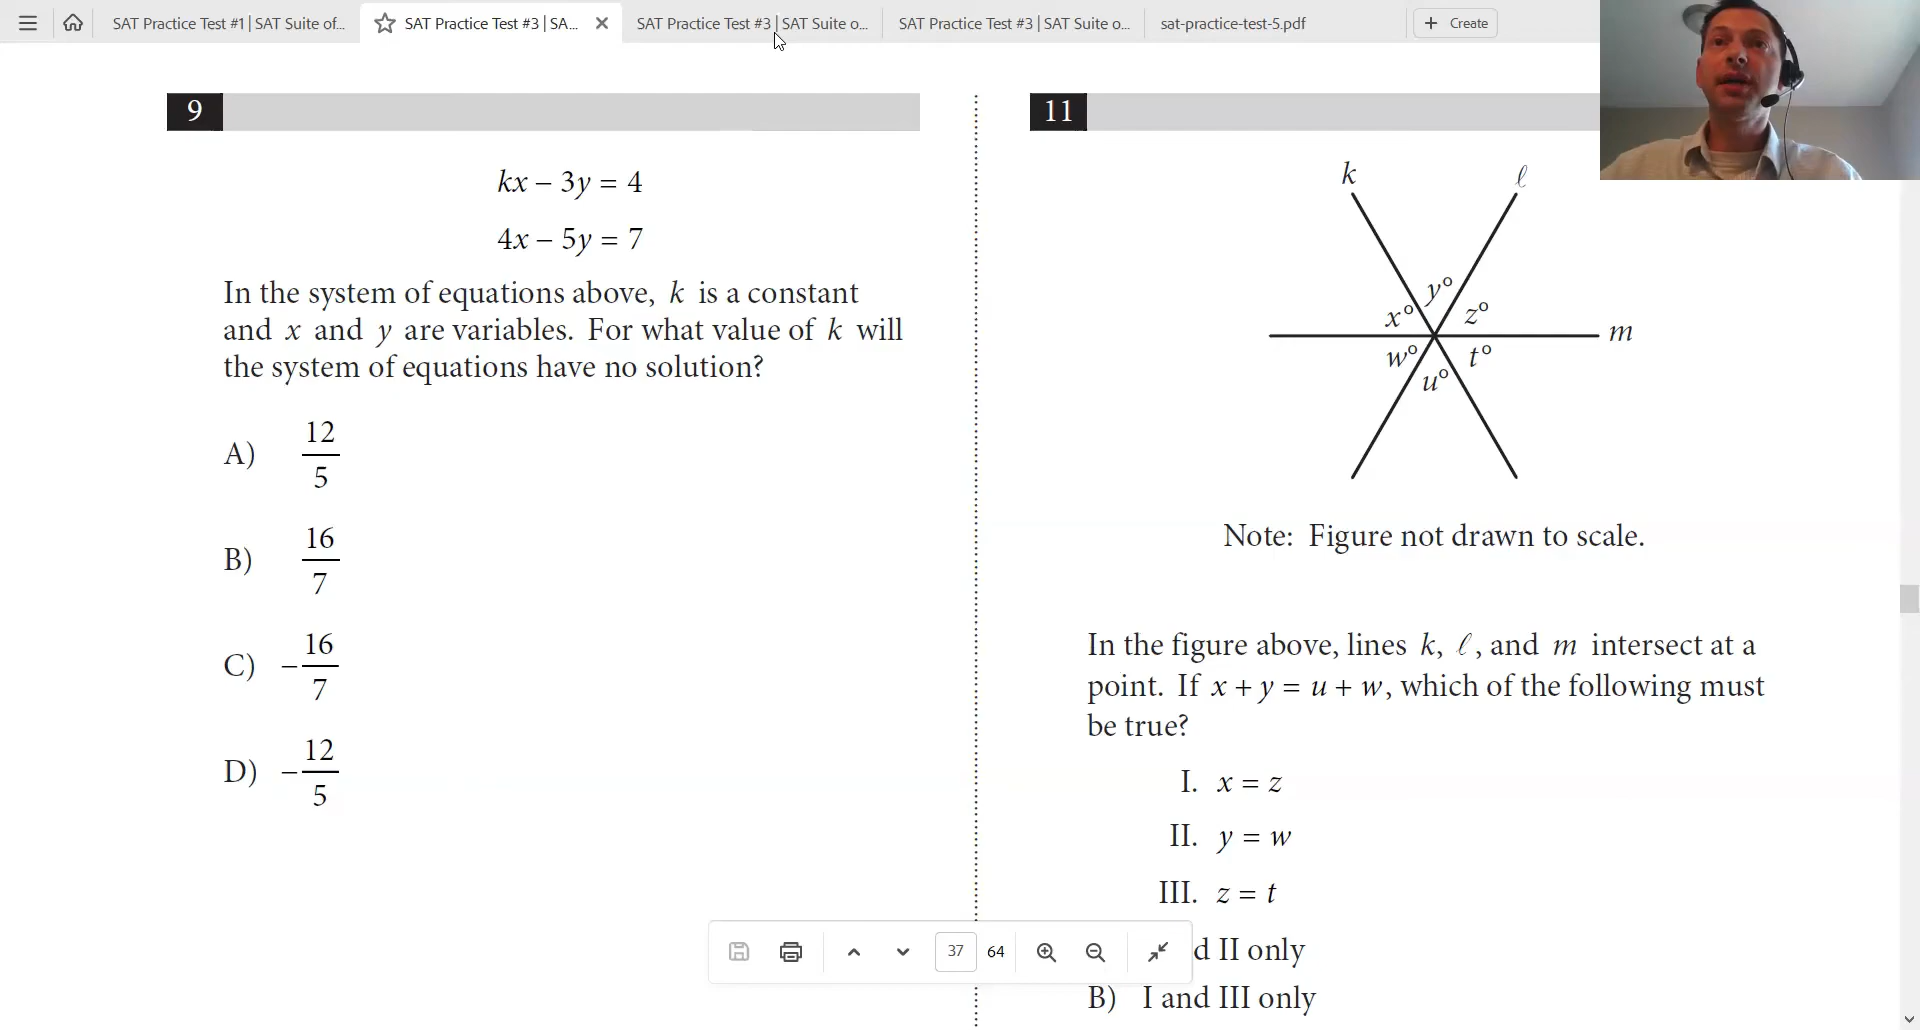 SAT Practice Test #1 | SAT Suite of...
SAT Practice Test #3 | SA...
SAT Practice Test #3 | SAT Suite o...
SAT Practice Test #3 | SAT Suite o...
sat-practice-test-5.pdf
+ Create
9
kx − 3y = 4
4x − 5y = 7
In the system of equations above, k is a constant
and x and y are variables. For what value of k will
the system of equations have no solution?
A) 12/5
B) 16/7
C) −16/7
D) −12/5
11
k
ℓ
y°
x°
z°
m
w°
t°
u°
Note: Figure not drawn to scale.
In the figure above, lines k, ℓ, and m intersect at a
point. If x + y = u + w, which of the following must
be true?
I. x = z
II. y = w
III. z = t
d II only
B) I and III only
37
64